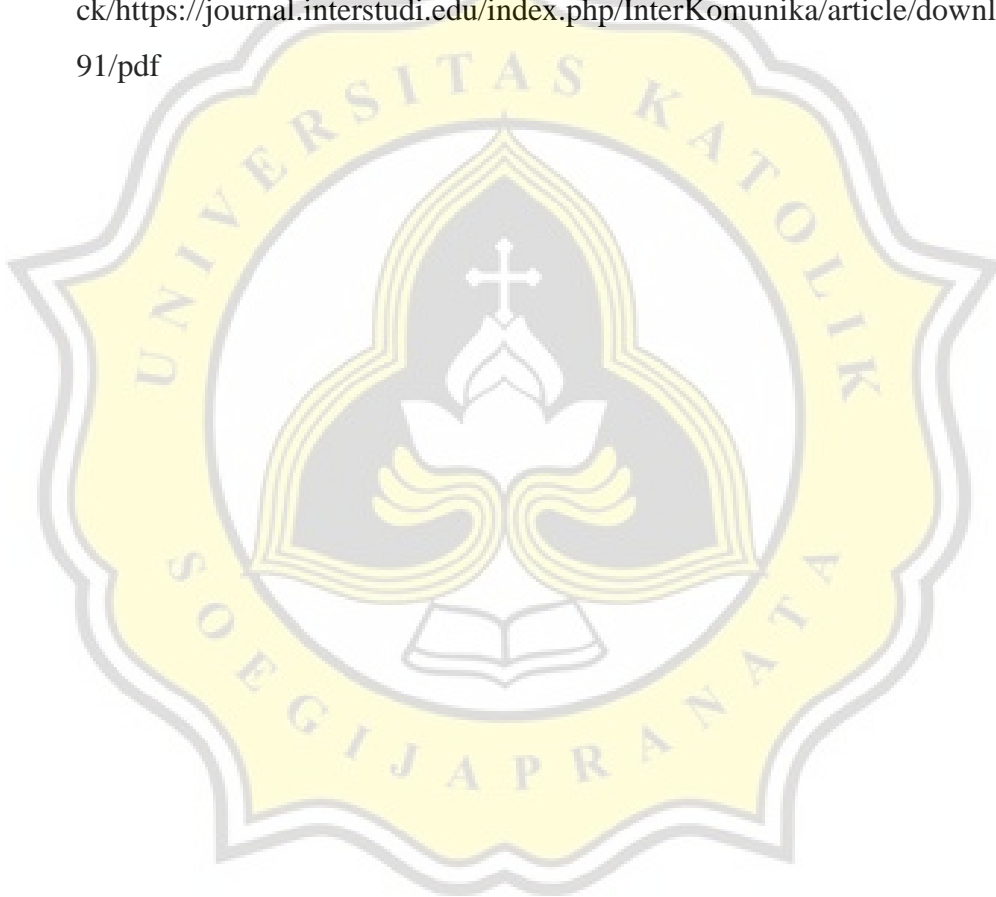 ck/https://journal.interstudi.edu/index.php/InterKomunika/article/downl
91/pdf
UNIVERSITAS KATOLIK
SOEGIJAPRANATA